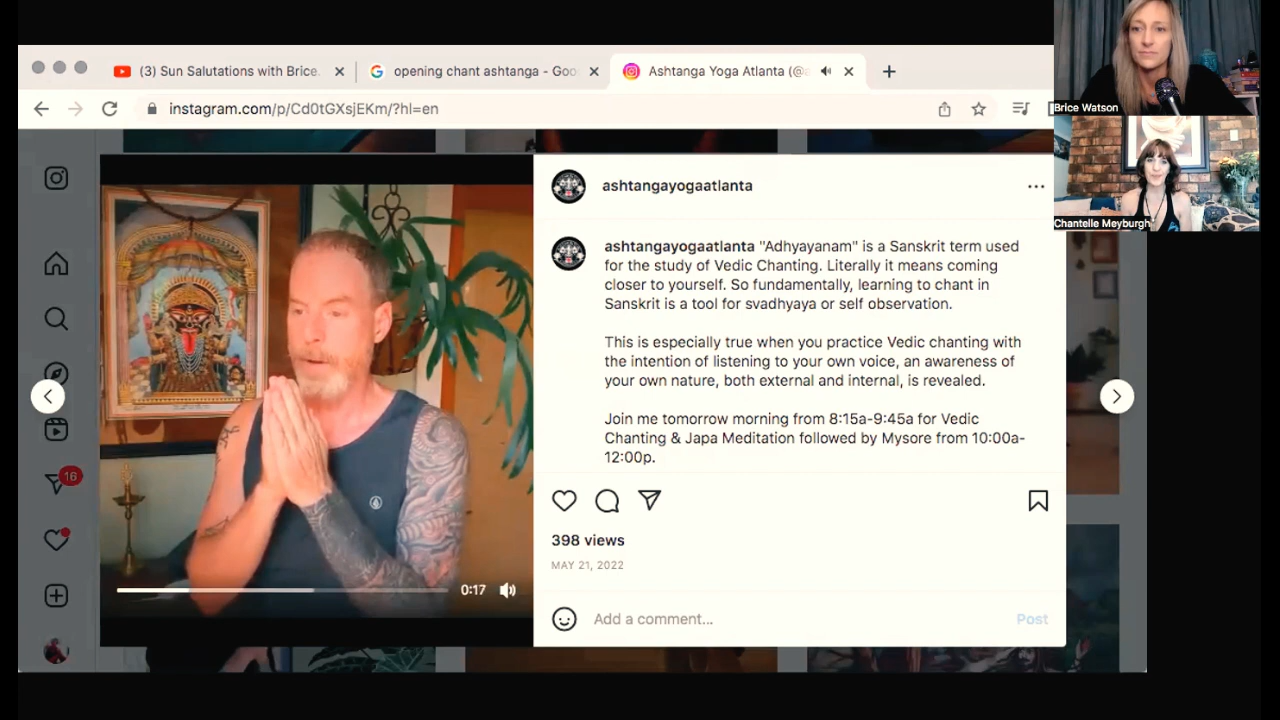 (3) Sun Salutations with Brice.
opening chant ashtanga - Goo
Ashtanga Yoga Atlanta (@a
instagram.com/p/Cd0tGXsjEKm/?hl=en
Brice Watson
Chantelle Meyburgh
ashtangayogaatlanta
ashtangayogaatlanta "Adhyayanam" is a Sanskrit term used
for the study of Vedic Chanting. Literally it means coming
closer to yourself. So fundamentally, learning to chant in
Sanskrit is a tool for svadhyaya or self observation.
This is especially true when you practice Vedic chanting with
the intention of listening to your own voice, an awareness of
your own nature, both external and internal, is revealed.
Join me tomorrow morning from 8:15a-9:45a for Vedic
Chanting & Japa Meditation followed by Mysore from 10:00a-
12:00p.
16
398 views
MAY 21, 2022
0:17
Add a comment...
Post